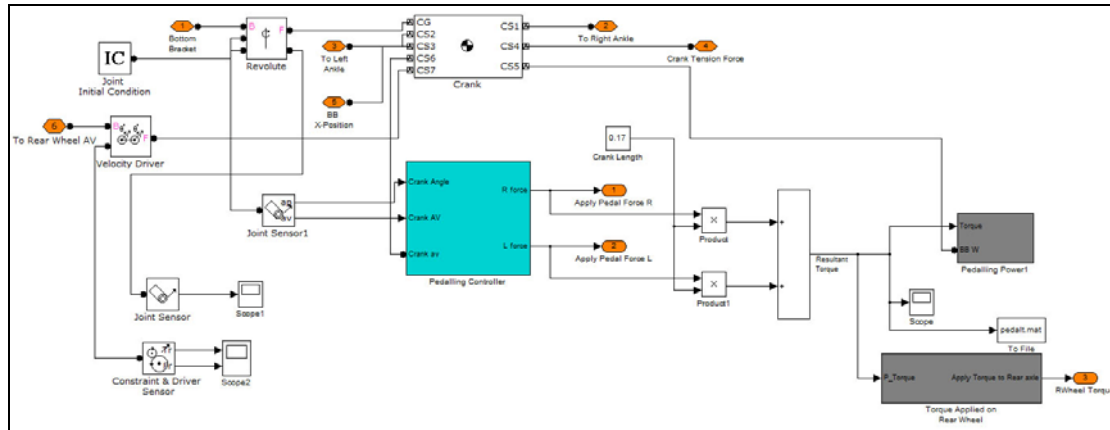 1
Bottom
Bracket
B
F
Revolute
IC
Joint
Initial Condition
6
To Rear Wheel AV
B
F
Velocity Driver
3
To Left
Ankle
5
BB
X-Position
CG
CS2
CS3
CS6
CS7
CS1
CS4
CS5
Crank
2
To Right Ankle
4
Crank Tension Force
0.17
Crank Length
ap
av
Joint Sensor1
Crank Angle
Crank AV
Crank av
R force
L force
Pedalling Controller
1
Apply Pedal Force R
2
Apply Pedal Force L
X
Product
X
Product1
+
+
Resultant
Torque
Torque
BB W
Pedalling Power1
Scope
pedalt.mat
To File
P_Torque
Apply Torque to Rear axle
Torque Applied on
Rear Wheel
3
RWheel Torque
Joint Sensor
Scope1
Constraint & Driver
Sensor
Scope2